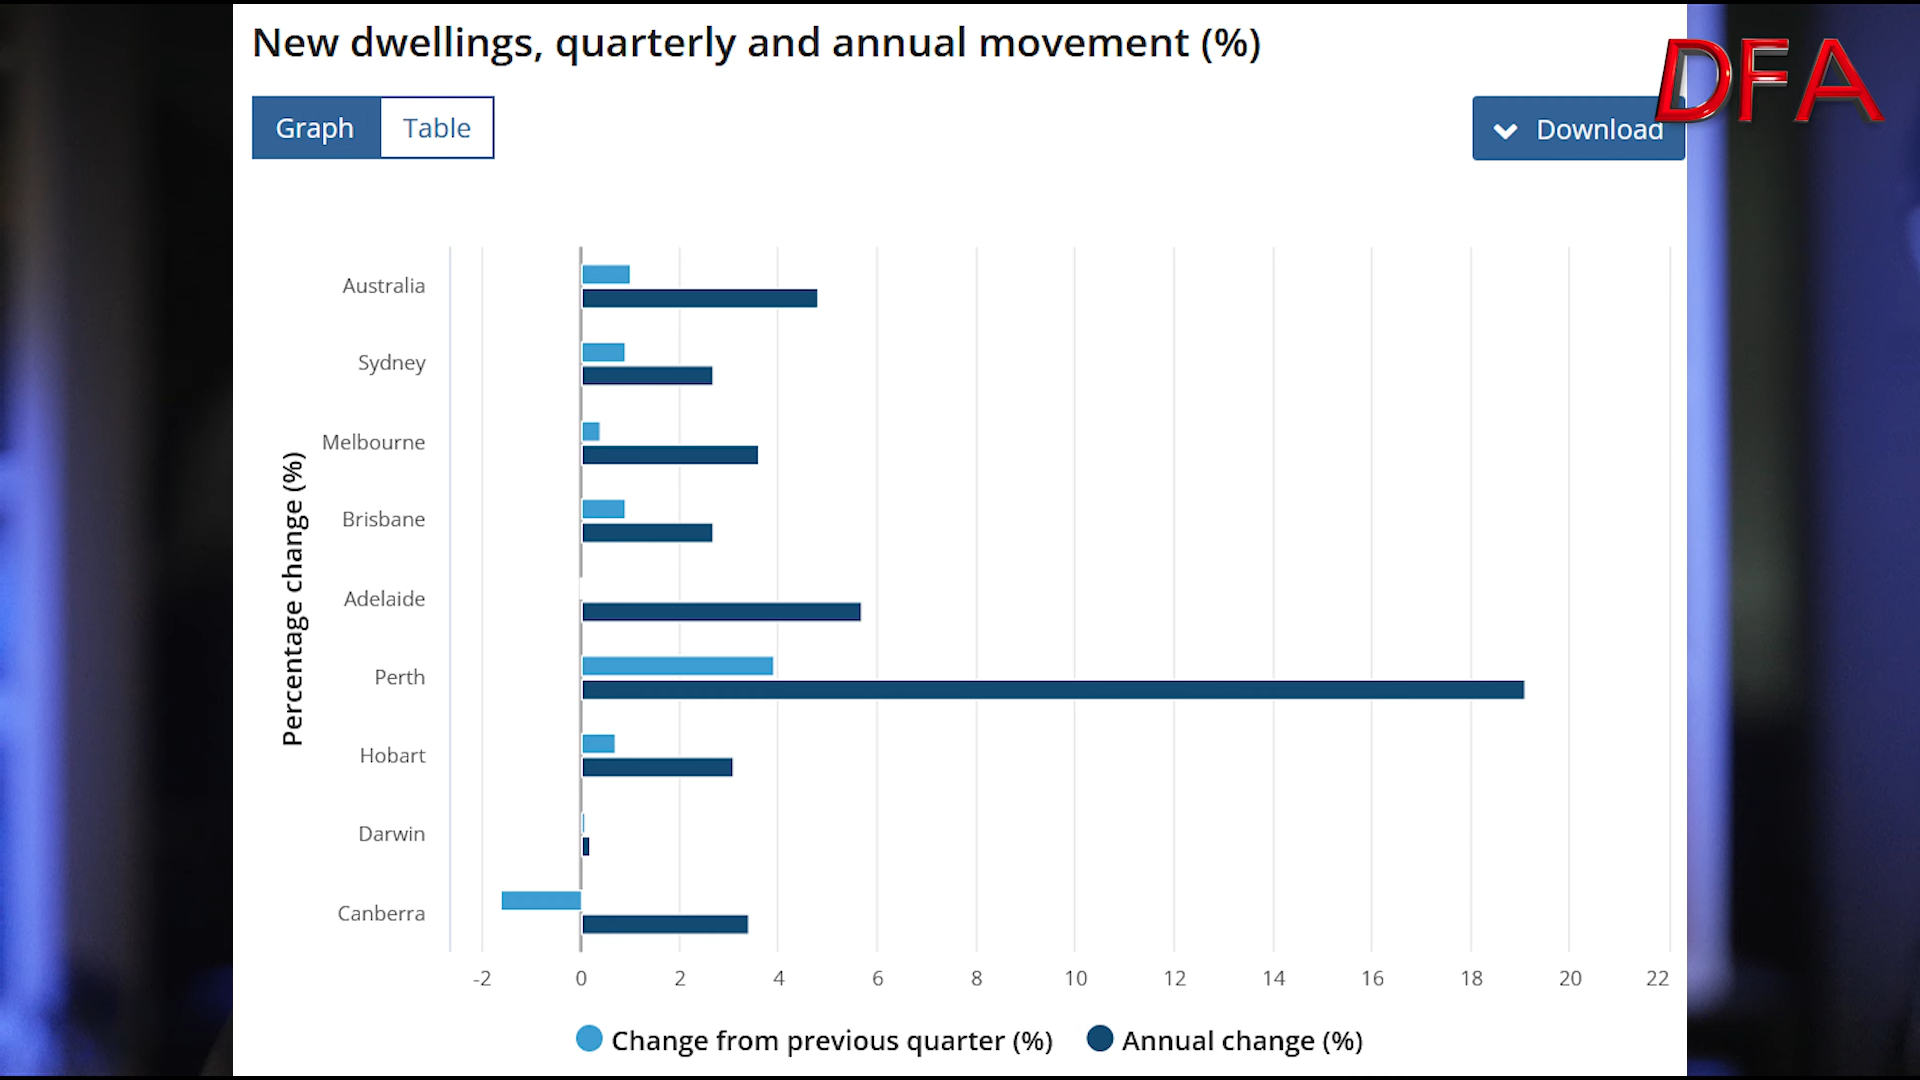 New dwellings, quarterly and annual movement (%)
DFA
Graph
Table
Download
Percentage change (%)
Australia
Sydney
Melbourne
Brisbane
Adelaide
Perth
Hobart
Darwin
Canberra
-2 0 2 4 6 8 10 12 14 16 18 20 22
Change from previous quarter (%) Annual change (%)